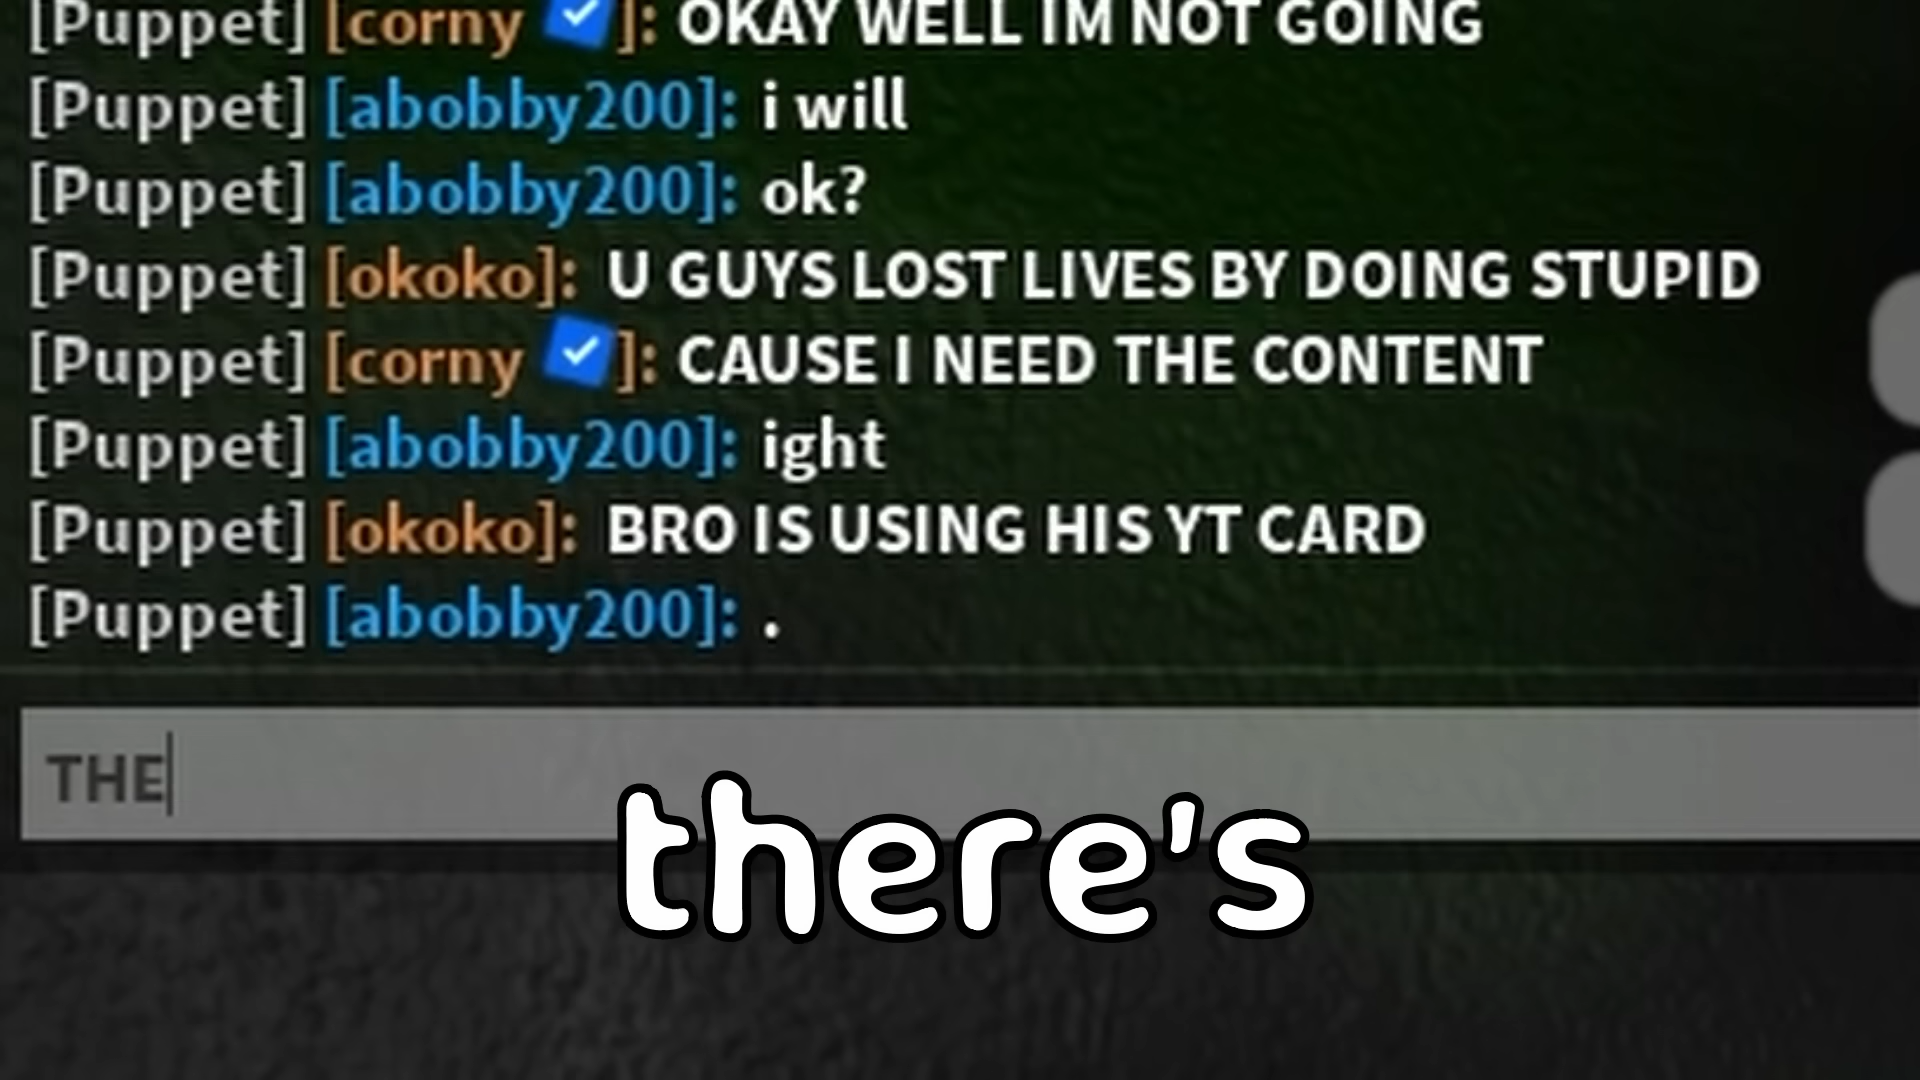 [Puppet] [corny ✓]: OKAY WELL IM NOT GOING
[Puppet] [abobby200]: i will
[Puppet] [abobby200]: ok?
[Puppet] [okoko]: U GUYS LOST LIVES BY DOING STUPID
[Puppet] [corny ✓]: CAUSE I NEED THE CONTENT
[Puppet] [abobby200]: ight
[Puppet] [okoko]: BRO IS USING HIS YT CARD
[Puppet] [abobby200]: .
THE
there's